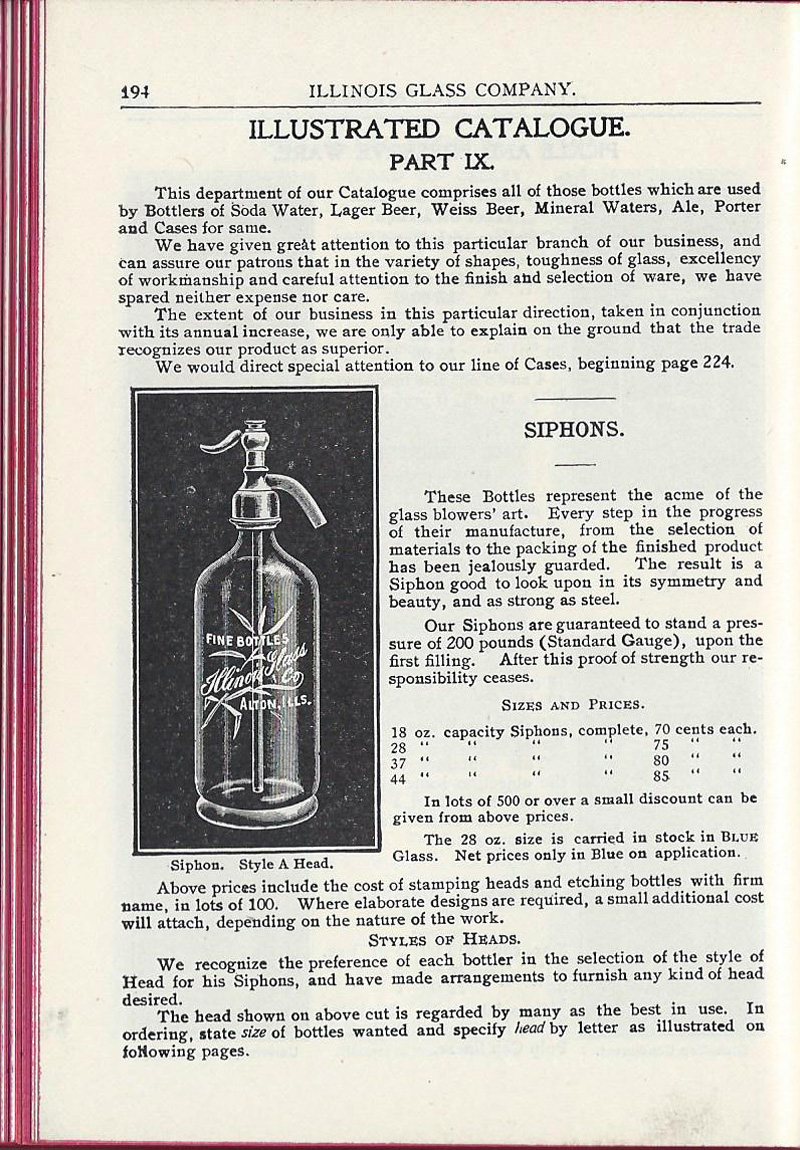 194
ILLINOIS GLASS COMPANY.
ILLUSTRATED CATALOGUE.
PART IX.
This department of our Catalogue comprises all of those bottles which are used
by Bottlers of Soda Water, Lager Beer, Weiss Beer, Mineral Waters, Ale, Porter
and Cases for same.
We have given great attention to this particular branch of our business, and
can assure our patrons that in the variety of shapes, toughness of glass, excellency
of workmanship and careful attention to the finish and selection of ware, we have
spared neither expense nor care.
The extent of our business in this particular direction, taken in conjunction
with its annual increase, we are only able to explain on the ground that the trade
recognizes our product as superior.
We would direct special attention to our line of Cases, beginning page 224.
FINE BOTTLES
Illinois Glass
Co
ALTON, ILLS.
Siphon. Style A Head.
SIPHONS.
These Bottles represent the acme of the
glass blowers' art. Every step in the progress
of their manufacture, from the selection of
materials to the packing of the finished product
has been jealously guarded. The result is a
Siphon good to look upon in its symmetry and
beauty, and as strong as steel.
Our Siphons are guaranteed to stand a pres-
sure of 200 pounds (Standard Gauge), upon the
first filling. After this proof of strength our re-
sponsibility ceases.
SIZES AND PRICES.
18 oz. capacity Siphons, complete, 70 cents each.
28 " " " " 75 " "
37 " " " " 80 " "
44 " " " " 85 " "
In lots of 500 or over a small discount can be
given from above prices.
The 28 oz. size is carried in stock in BLUE
Glass. Net prices only in Blue on application.
Above prices include the cost of stamping heads and etching bottles with firm
name, in lots of 100. Where elaborate designs are required, a small additional cost
will attach, depending on the nature of the work.
STYLES OF HEADS.
We recognize the preference of each bottler in the selection of the style of
Head for his Siphons, and have made arrangements to furnish any kind of head
desired.
The head shown on above cut is regarded by many as the best in use. In
ordering, state size of bottles wanted and specify head by letter as illustrated on
following pages.